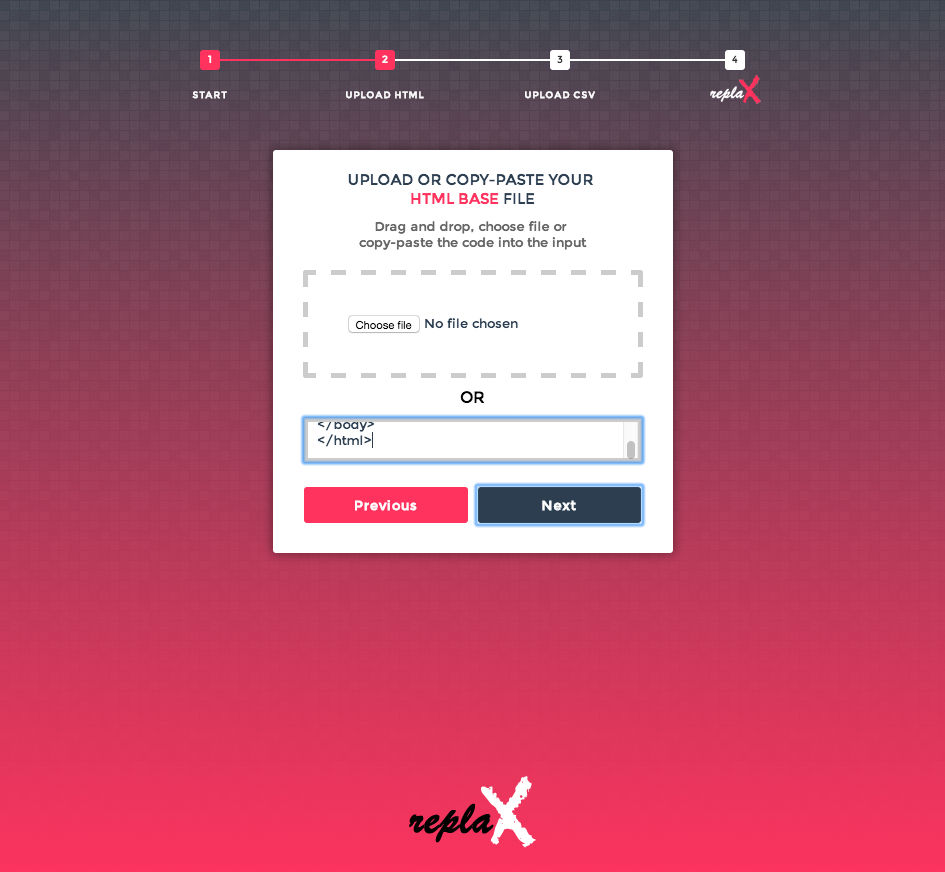 1 2 3 4
START UPLOAD HTML UPLOAD CSV replaX
UPLOAD OR COPY-PASTE YOUR
HTML BASE FILE
Drag and drop, choose file or
copy-paste the code into the input
Choose file No file chosen
OR
</body>
</html>
Previous Next
replaX